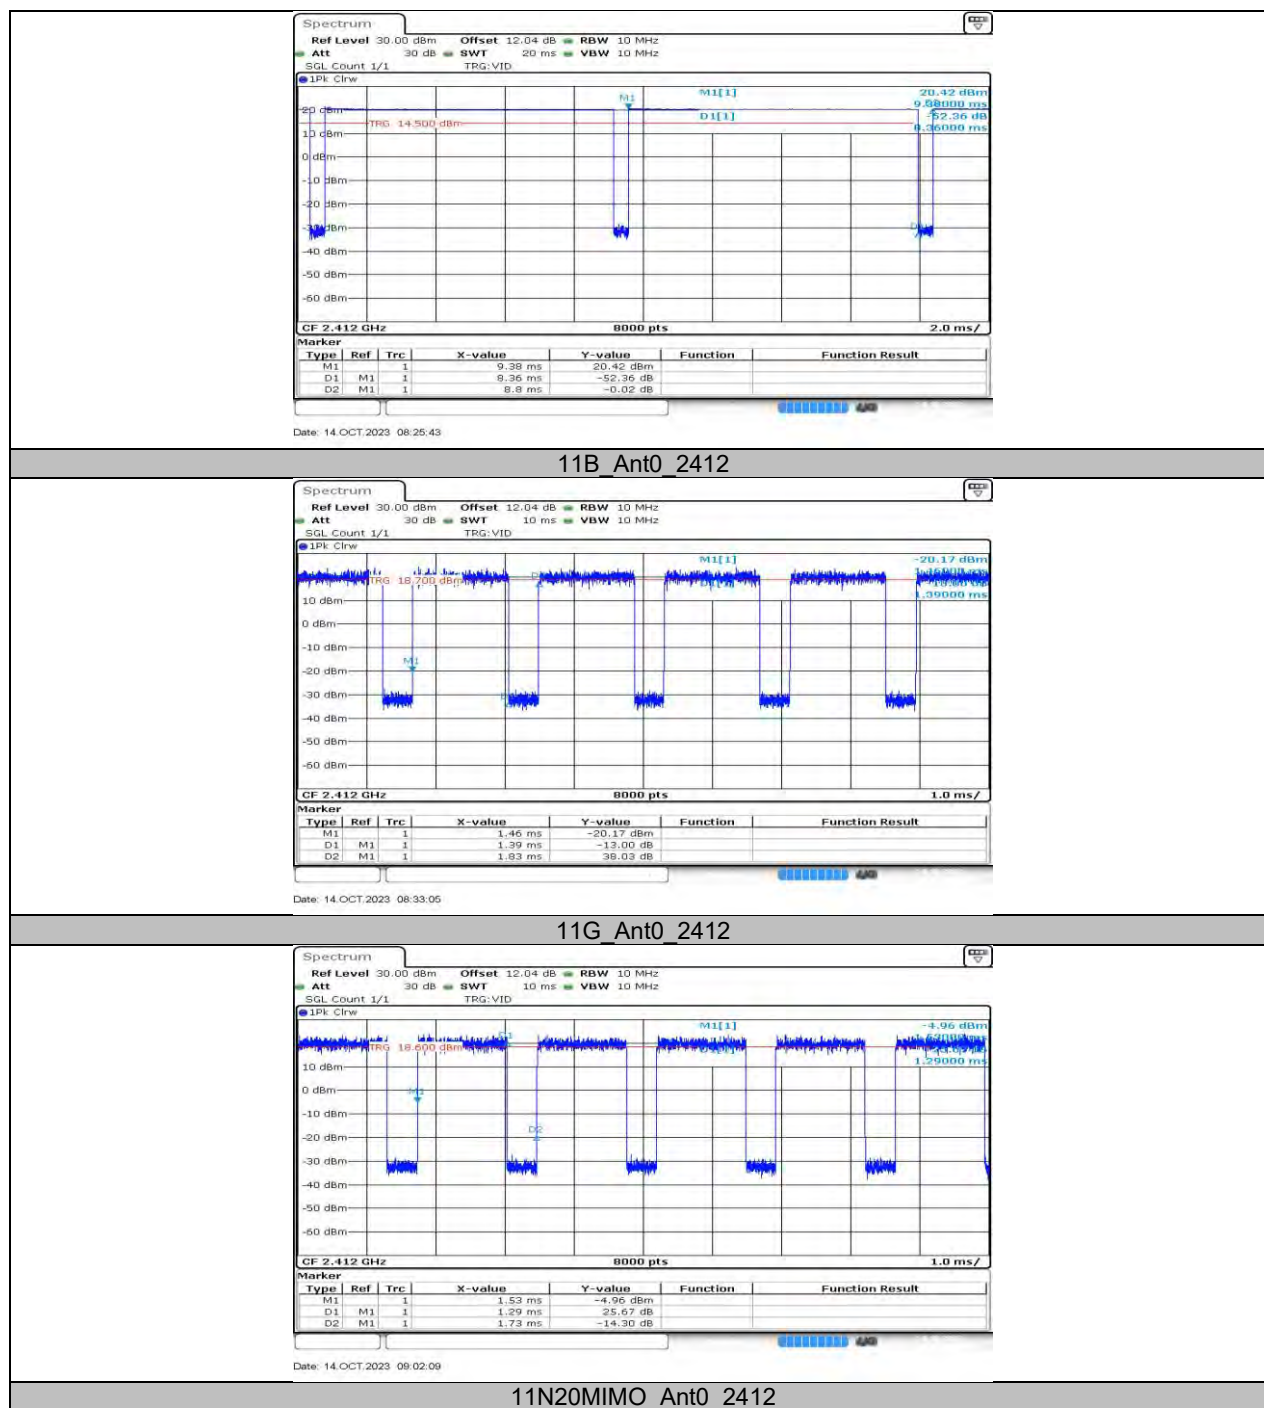 Spectrum
Ref Level 30.00 dBm Offset 12.04 dB RBW 10 MHz
Att 30 dB SWT 20 ms VBW 10 MHz
SGL Count 1/1 TRG:VID
1Pk Clrw
M1[1] 20.42 dBm
M1
20 dBm
D1[1] -52.36 dB
TRG 14.500 dBm
8.36000 ms
10 dBm
0 dBm
-10 dBm
-20 dBm
-30 dBm
-40 dBm
-50 dBm
-60 dBm
CF 2.412 GHz 8000 pts 2.0 ms/
Marker
Type Ref Trc X-value Y-value Function Function Result
M1 1 9.38 ms 20.42 dBm
D1 M1 1 8.36 ms -52.36 dB
D2 M1 1 8.8 ms -0.02 dB
Date: 14.OCT.2023 08:25:43
11B_Ant0_2412
Spectrum
Ref Level 30.00 dBm Offset 12.04 dB RBW 10 MHz
Att 30 dB SWT 10 ms VBW 10 MHz
SGL Count 1/1 TRG:VID
1Pk Clrw
M1[1] -20.17 dBm
TRG 18.700 dBm
1.39000 ms
10 dBm
0 dBm
-10 dBm
M1
-20 dBm
-30 dBm
-40 dBm
-50 dBm
-60 dBm
CF 2.412 GHz 8000 pts 1.0 ms/
Marker
Type Ref Trc X-value Y-value Function Function Result
M1 1 1.46 ms -20.17 dBm
D1 M1 1 1.39 ms -13.00 dB
D2 M1 1 1.83 ms 38.03 dB
Date: 14.OCT.2023 08:33:05
11G_Ant0_2412
Spectrum
Ref Level 30.00 dBm Offset 12.04 dB RBW 10 MHz
Att 30 dB SWT 10 ms VBW 10 MHz
SGL Count 1/1 TRG:VID
1Pk Clrw
M1[1] -4.96 dBm
TRG 18.600 dBm
1.29000 ms
10 dBm
0 dBm
M1
-10 dBm
D2
-20 dBm
-30 dBm
-40 dBm
-50 dBm
-60 dBm
CF 2.412 GHz 8000 pts 1.0 ms/
Marker
Type Ref Trc X-value Y-value Function Function Result
M1 1 1.53 ms -4.96 dBm
D1 M1 1 1.29 ms 25.67 dB
D2 M1 1 1.73 ms -14.30 dB
Date: 14.OCT.2023 09:02:09
11N20MIMO_Ant0_2412